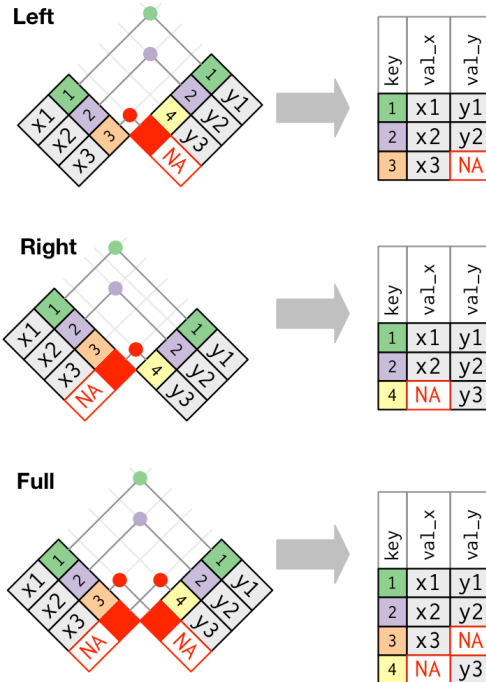 Left
1 x1
2 x2
3 x3
1 y1
2 y2
4 y3
NA
key val_x val_y
1 x1 y1
2 x2 y2
3 x3 NA
Right
1 x1
2 x2
3 x3
NA
1 y1
2 y2
4 y3
key val_x val_y
1 x1 y1
2 x2 y2
4 NA y3
Full
1 x1
2 x2
3 x3
NA
1 y1
2 y2
4 y3
NA
key val_x val_y
1 x1 y1
2 x2 y2
3 x3 NA
4 NA y3